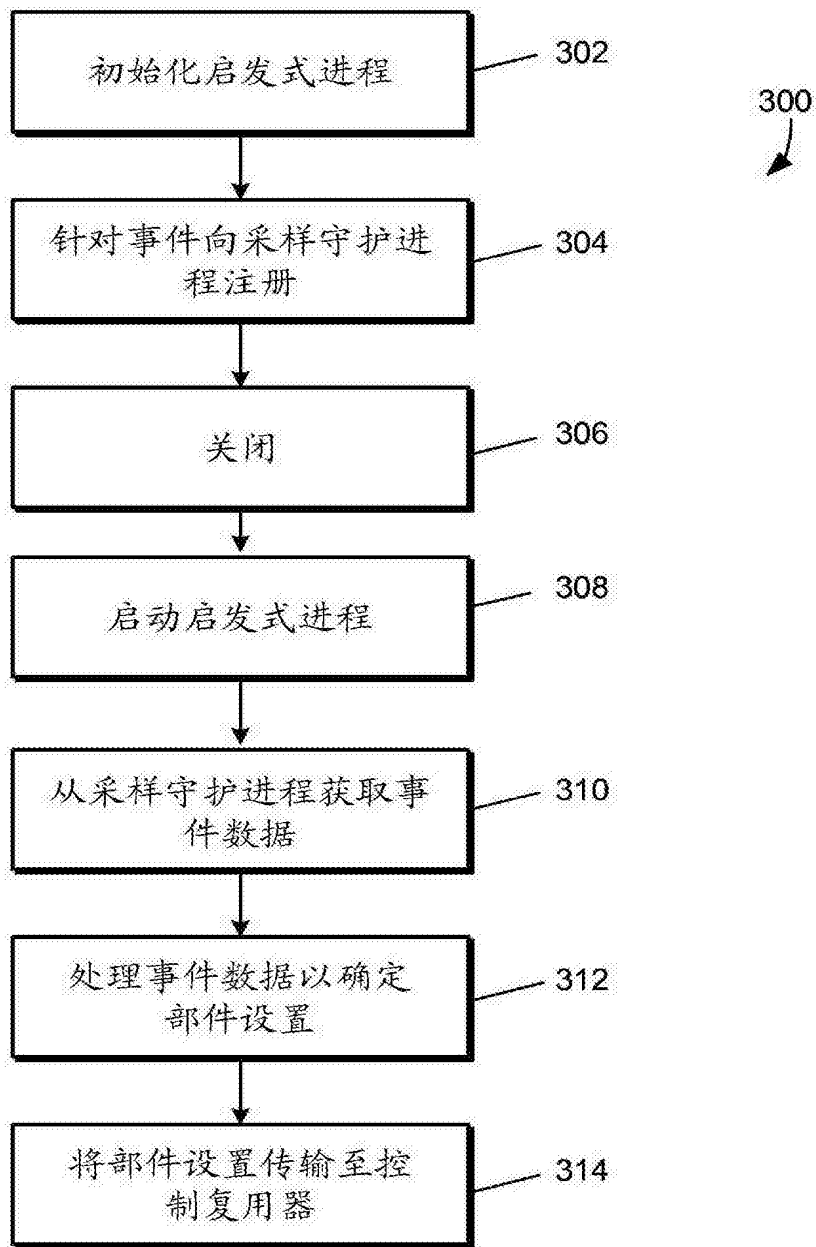 初始化启发式进程
302
300
针对事件向采样守护进
程注册
304
关闭
306
启动启发式进程
308
从采样守护进程获取事
件数据
310
处理事件数据以确定
部件设置
312
将部件设置传输至控
制复用器
314